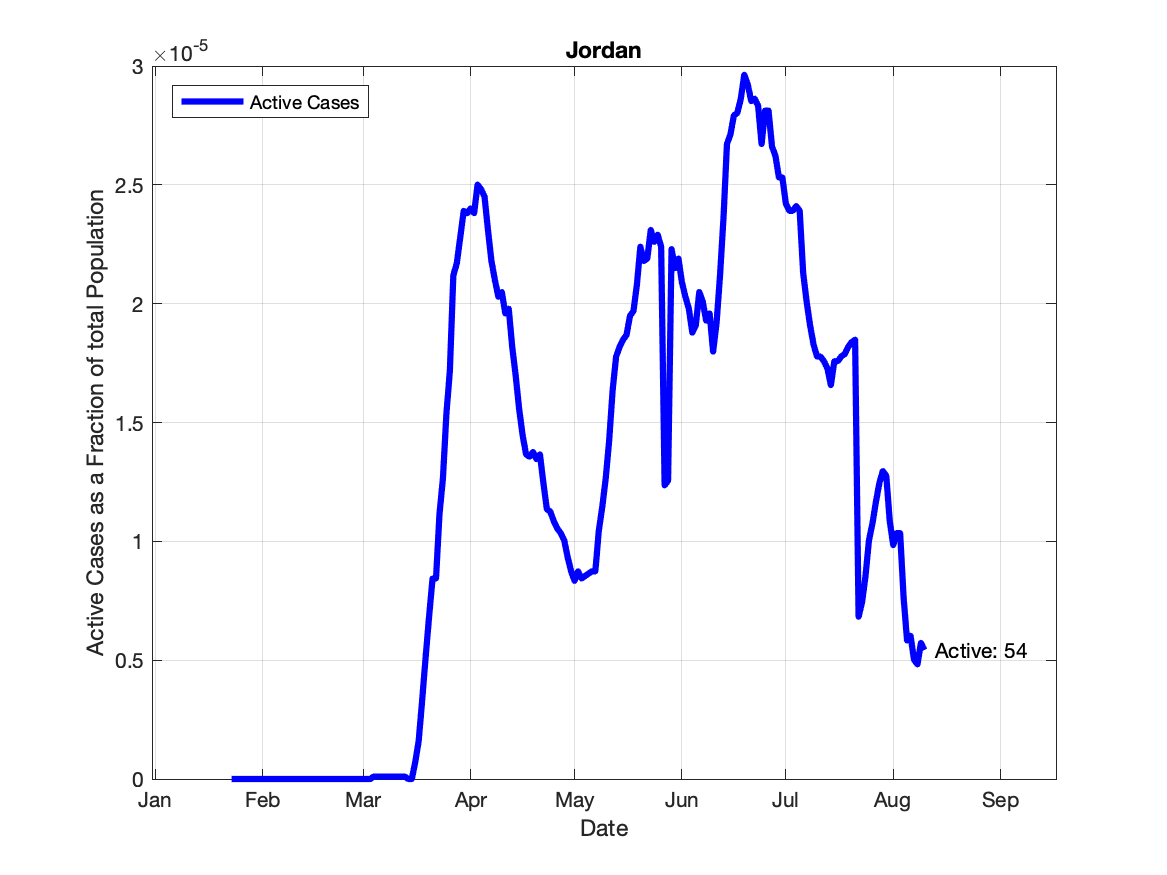 Jordan
×10-5
Active Cases
3
2.5
2
1.5
1
0.5
0
Active Cases as a Fraction of total Population
Active: 54
Jan Feb Mar Apr May Jun Jul Aug Sep
Date